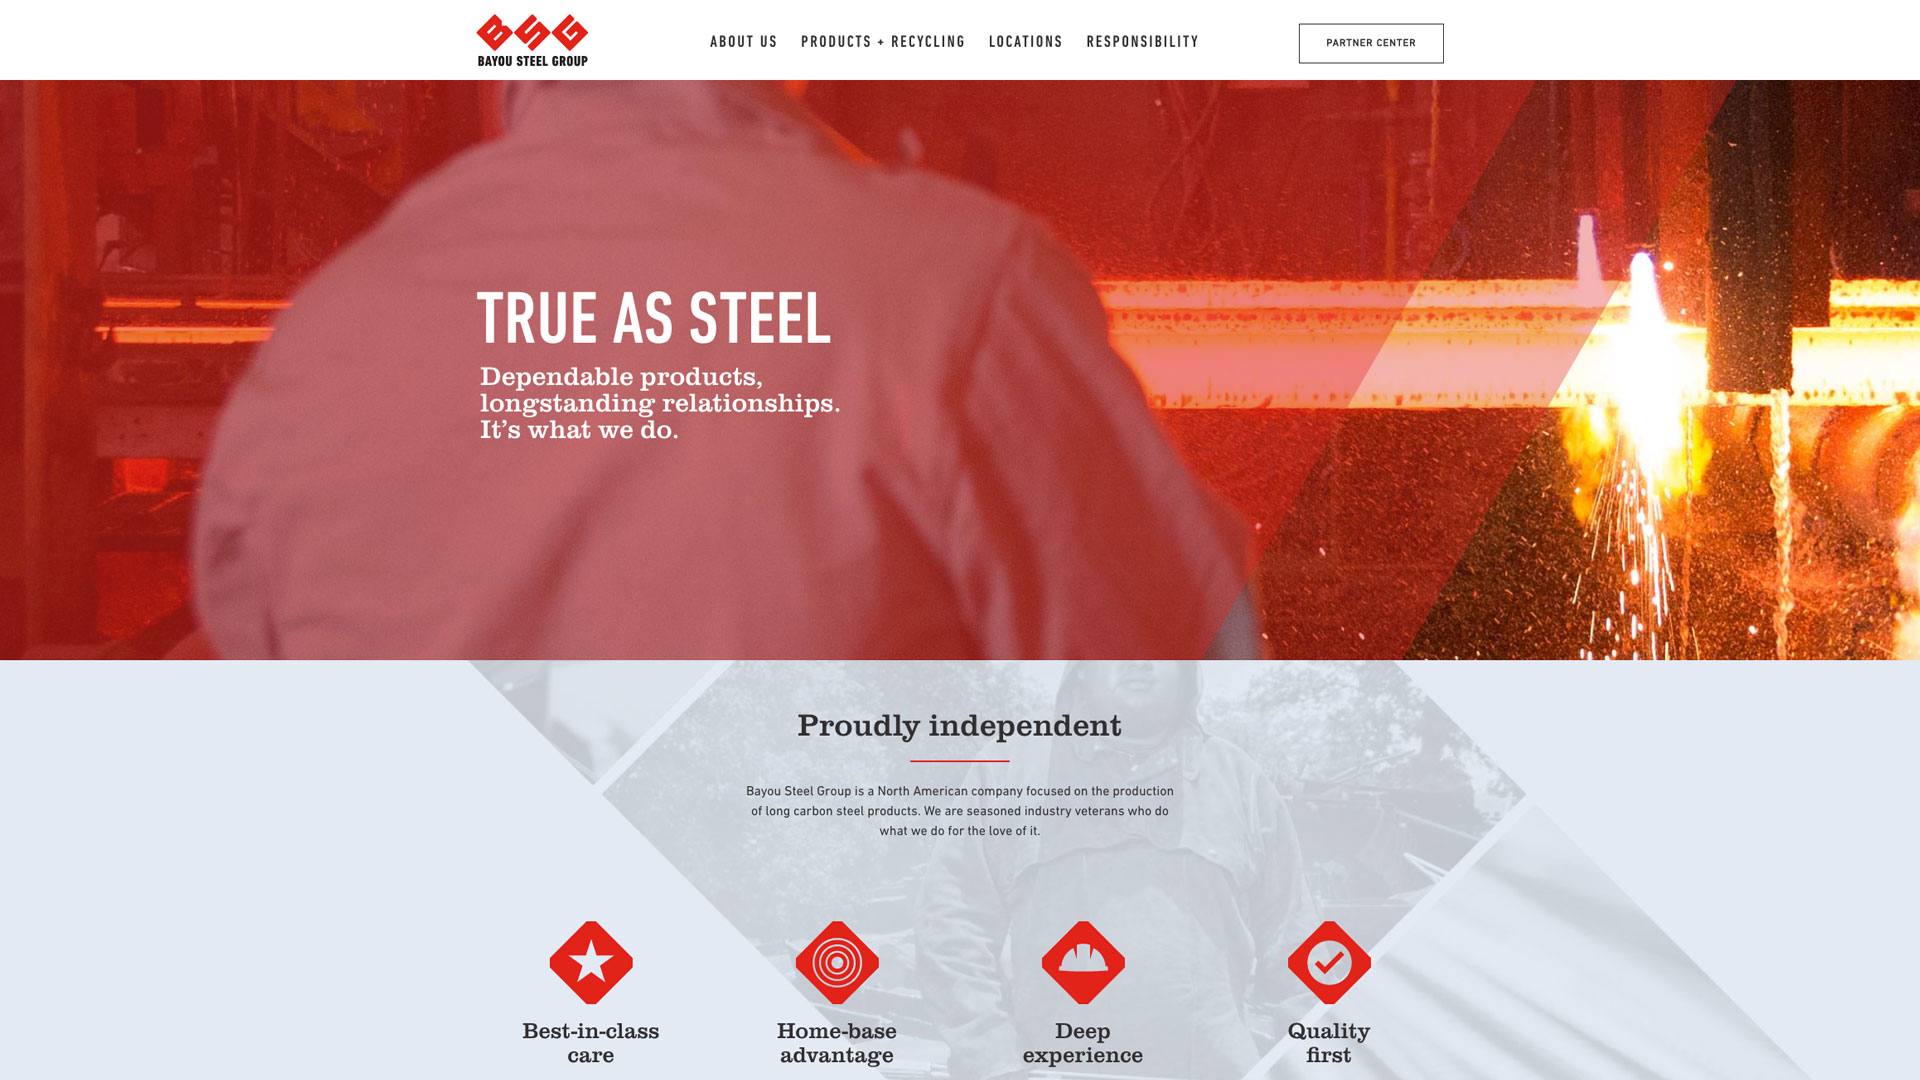 BSG
BAYOU STEEL GROUP
ABOUT US
PRODUCTS + RECYCLING
LOCATIONS
RESPONSIBILITY
PARTNER CENTER
TRUE AS STEEL
Dependable products,
longstanding relationships.
It’s what we do.
Proudly independent
Bayou Steel Group is a North American company focused on the production
of long carbon steel products. We are seasoned industry veterans who do
what we do for the love of it.
Best-in-class
care
Home-base
advantage
Deep
experience
Quality
first